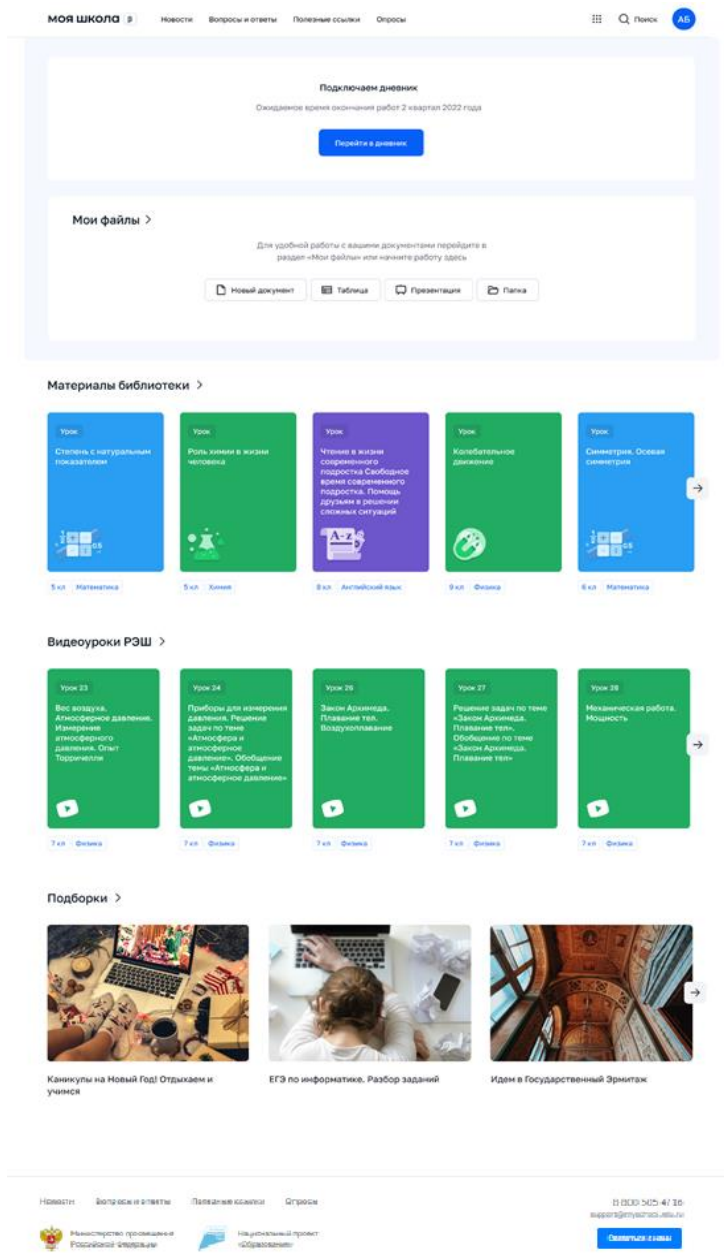 МОЯ ШКОЛА β Новости Вопросы и ответы Полезные ссылки Опросы Поиск АБ
Подключаем дневник
Ожидаемое время окончания работ 2 квартал 2022 года
Перейти в дневник
Мои файлы >
Для удобной работы с вашими документами перейдите в
раздел «Мои файлы» или начните работу здесь
Новый документ Таблица Презентация Папка
Материалы библиотеки >
Урок
Степень с натуральным
показателем
5 кл Математика
Урок
Роль химии в жизни
человека
5 кл Химия
Урок
Чтение в жизни
современного
подростка Свободное
время современного
подростка. Помощь
друзьям в решении
сложных ситуаций
A-z
8 кл Английский язык
Урок
Колебательное
движение
9 кл Физика
Урок
Симметрия. Осевая
симметрия
6 кл Математика
Видеоуроки РЭШ >
Урок 23
Вес воздуха.
Атмосферное давление.
Измерение
атмосферного
давления. Опыт
Торричелли
7 кл Физика
Урок 24
Приборы для измерения
давления. Решение
задач по теме
«Атмосфера и
атмосферное
давление». Обобщение
темы «Атмосфера и
атмосферное давление»
7 кл Физика
Урок 26
Закон Архимеда.
Плавание тел.
Воздухоплавание
7 кл Физика
Урок 27
Решение задач по теме
«Закон Архимеда.
Плавание тел».
Обобщение по теме
«Закон Архимеда.
Плавание тел»
7 кл Физика
Урок 28
Механическая работа.
Мощность
7 кл Физика
Подборки >
Каникулы на Новый Год! Отдыхаем и
учимся
ЕГЭ по информатике. Разбор заданий
Идем в Государственный Эрмитаж
Новости Вопросы и ответы Полезные ссылки Опросы
Министерство просвещения
Российской Федерации
Национальный проект
«Образование»
8 800 505-47 16
Связаться с нами